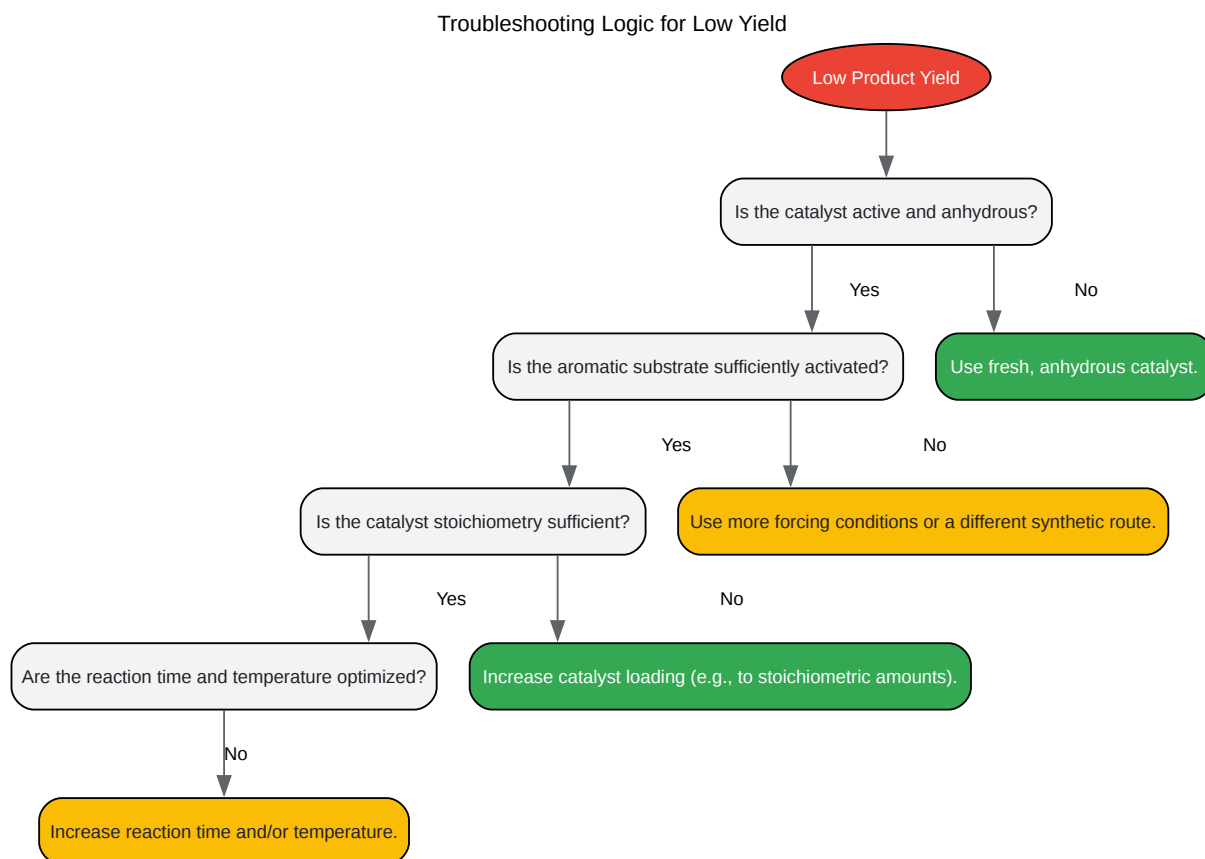 Troubleshooting Logic for Low Yield
Low Product Yield
Is the catalyst active and anhydrous?
Yes
No
Is the aromatic substrate sufficiently activated?
Use fresh, anhydrous catalyst.
Yes
No
Is the catalyst stoichiometry sufficient?
Use more forcing conditions or a different synthetic route.
Yes
No
Are the reaction time and temperature optimized?
Increase catalyst loading (e.g., to stoichiometric amounts).
No
Increase reaction time and/or temperature.